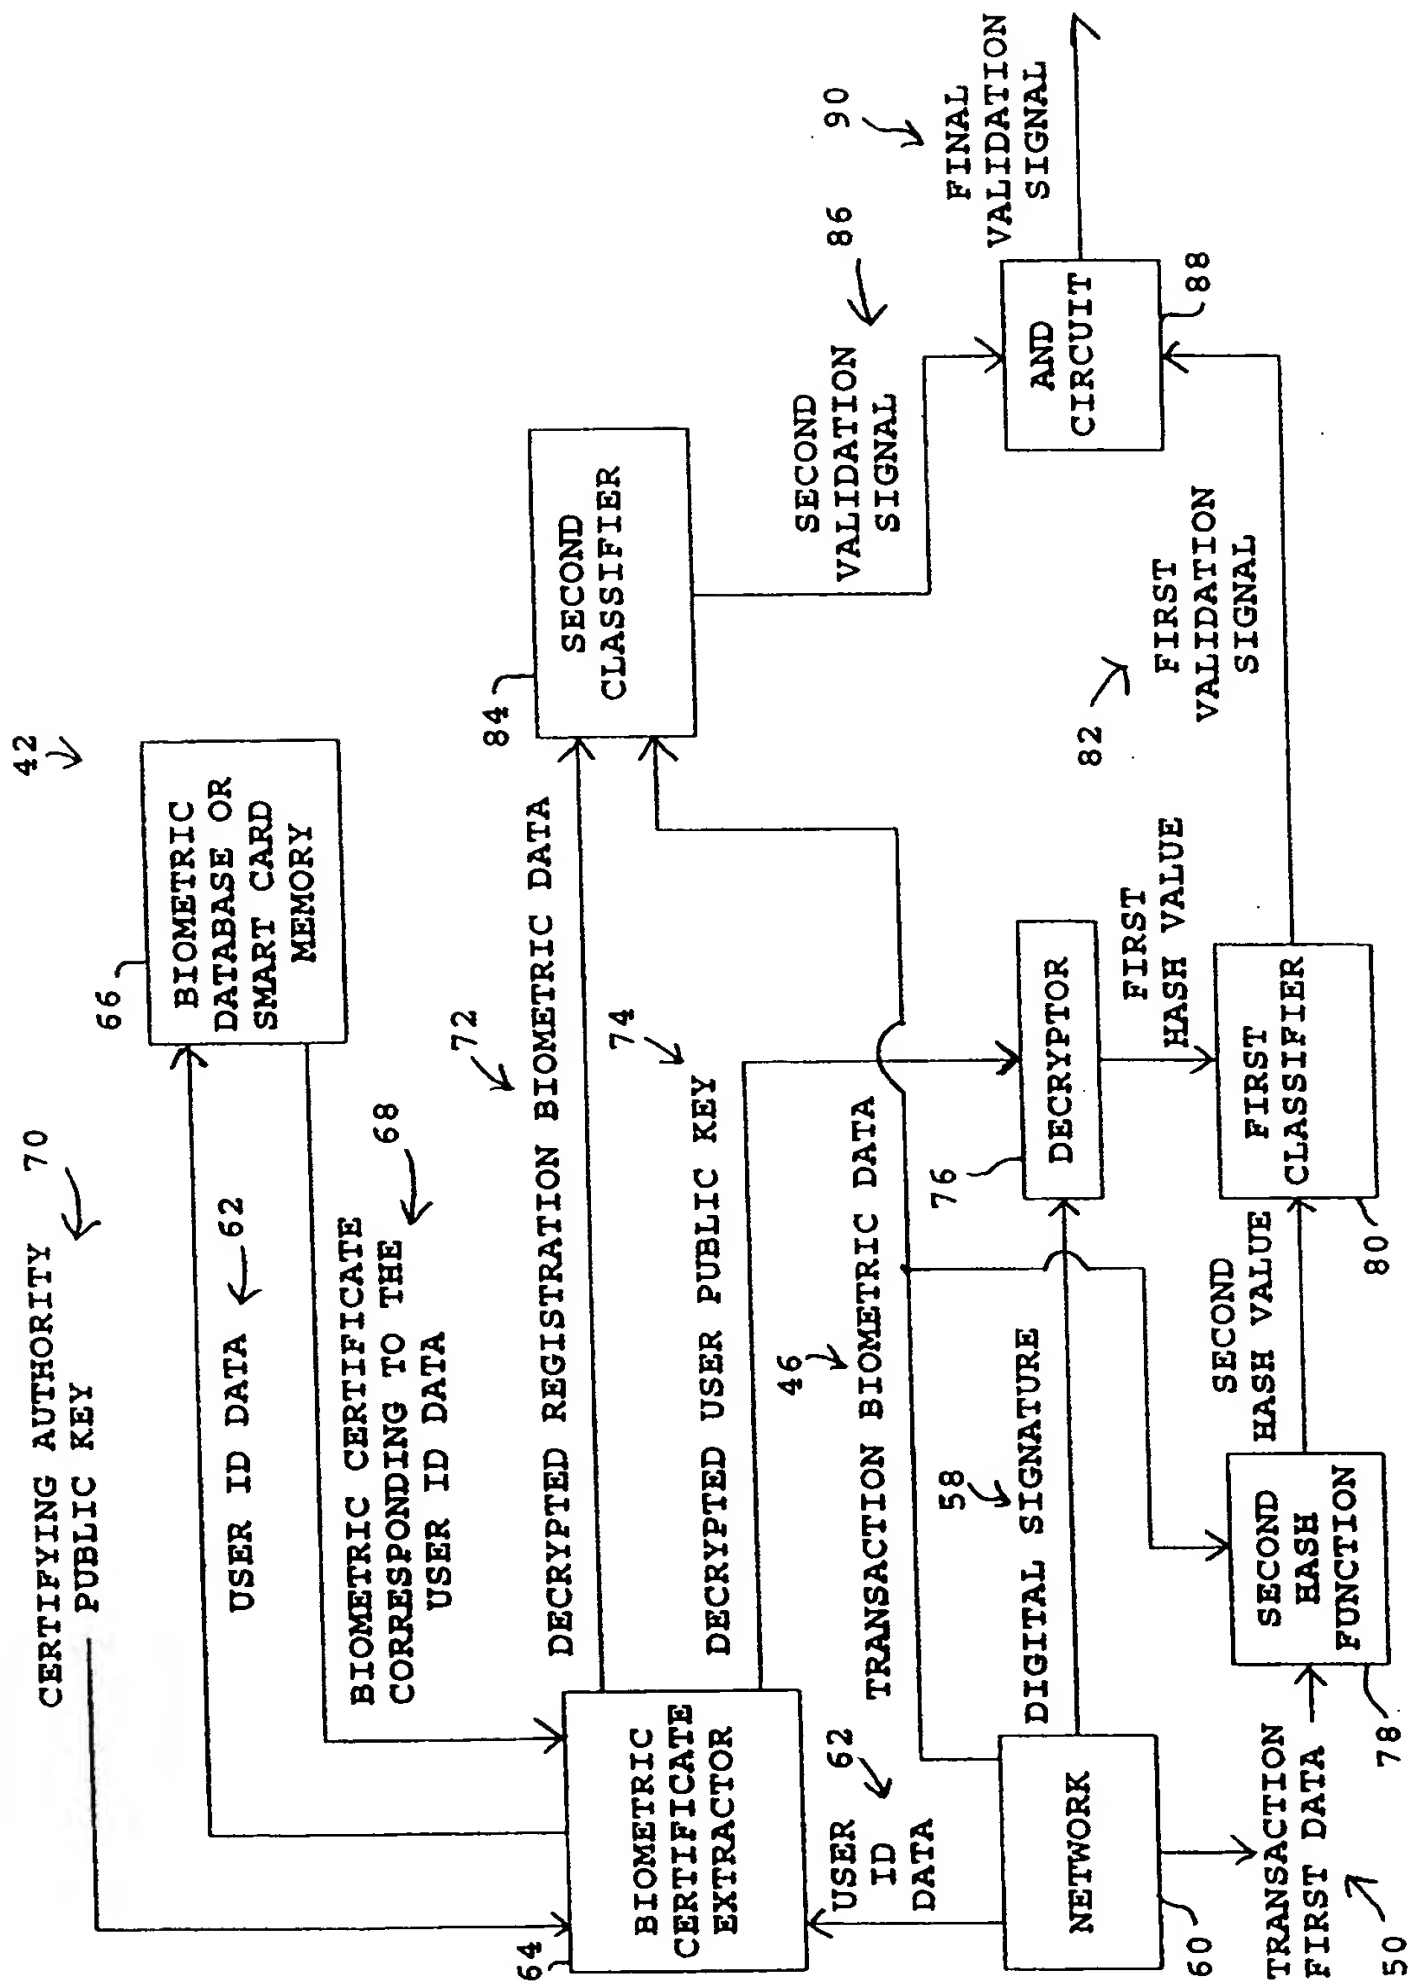 42
CERTIFYING AUTHORITY
PUBLIC KEY
70
66
BIOMETRIC
DATABASE OR
SMART CARD
MEMORY
USER ID DATA
62
BIOMETRIC CERTIFICATE
CORRESPONDING TO THE
USER ID DATA
68
64
BIOMETRIC
CERTIFICATE
EXTRACTOR
DECRYPTED REGISTRATION BIOMETRIC DATA
72
84
SECOND
CLASSIFIER
DECRYPTED USER PUBLIC KEY
74
SECOND
VALIDATION
SIGNAL
86
90
FINAL
VALIDATION
SIGNAL
USER
ID
DATA
62
TRANSACTION BIOMETRIC DATA
46
58
DIGITAL SIGNATURE
76
DECRYPTOR
AND
CIRCUIT
88
NETWORK
60
FIRST
HASH VALUE
82
FIRST
VALIDATION
SIGNAL
TRANSACTION
FIRST DATA
50
SECOND
HASH
FUNCTION
78
SECOND
HASH VALUE
FIRST
CLASSIFIER
80